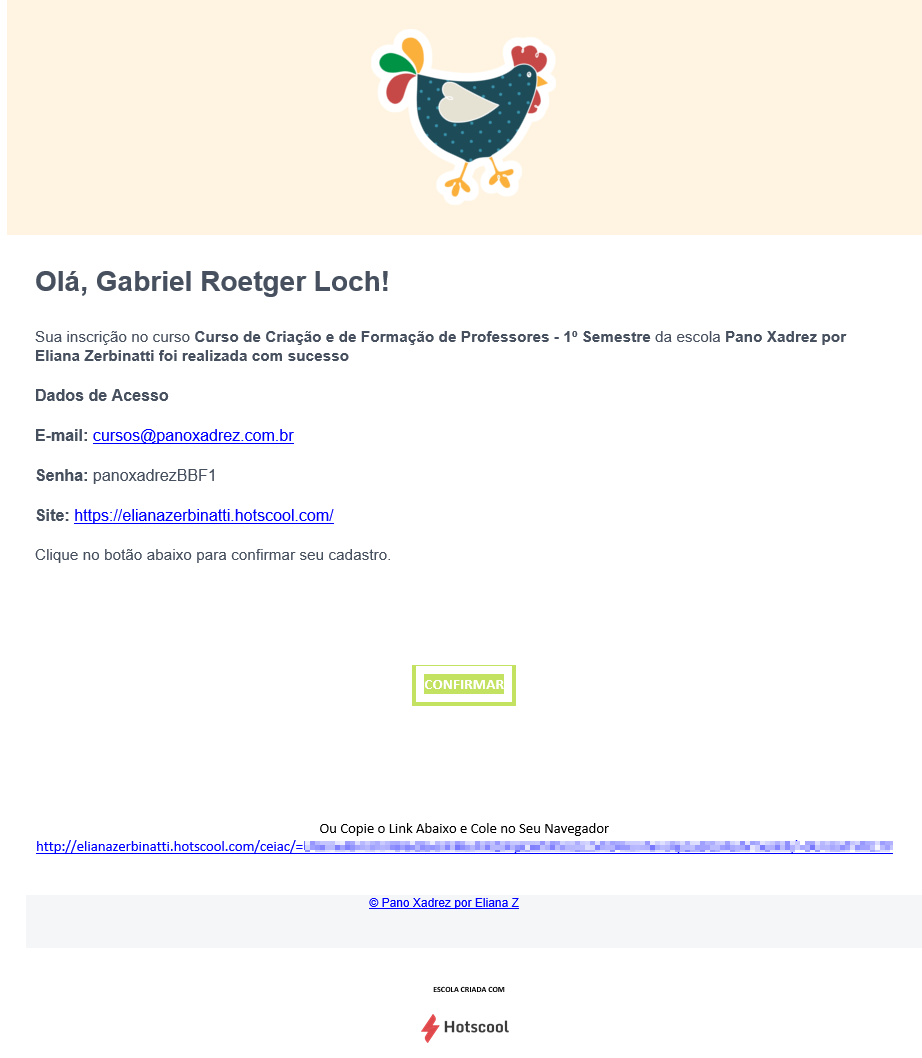 Olá, Gabriel Roetger Loch!
Sua inscrição no curso Curso de Criação e de Formação de Professores - 1º Semestre da escola Pano Xadrez por
Eliana Zerbinatti foi realizada com sucesso
Dados de Acesso
E-mail: cursos@panoxadrez.com.br
Senha: panoxadrezBBF1
Site: https://elianazerbinatti.hotscool.com/
Clique no botão abaixo para confirmar seu cadastro.
CONFIRMAR
Ou Copie o Link Abaixo e Cole no Seu Navegador
http://elianazerbinatti.hotscool.com/ceiac/=
© Pano Xadrez por Eliana Z
ESCOLA CRIADA COM
Hotscool